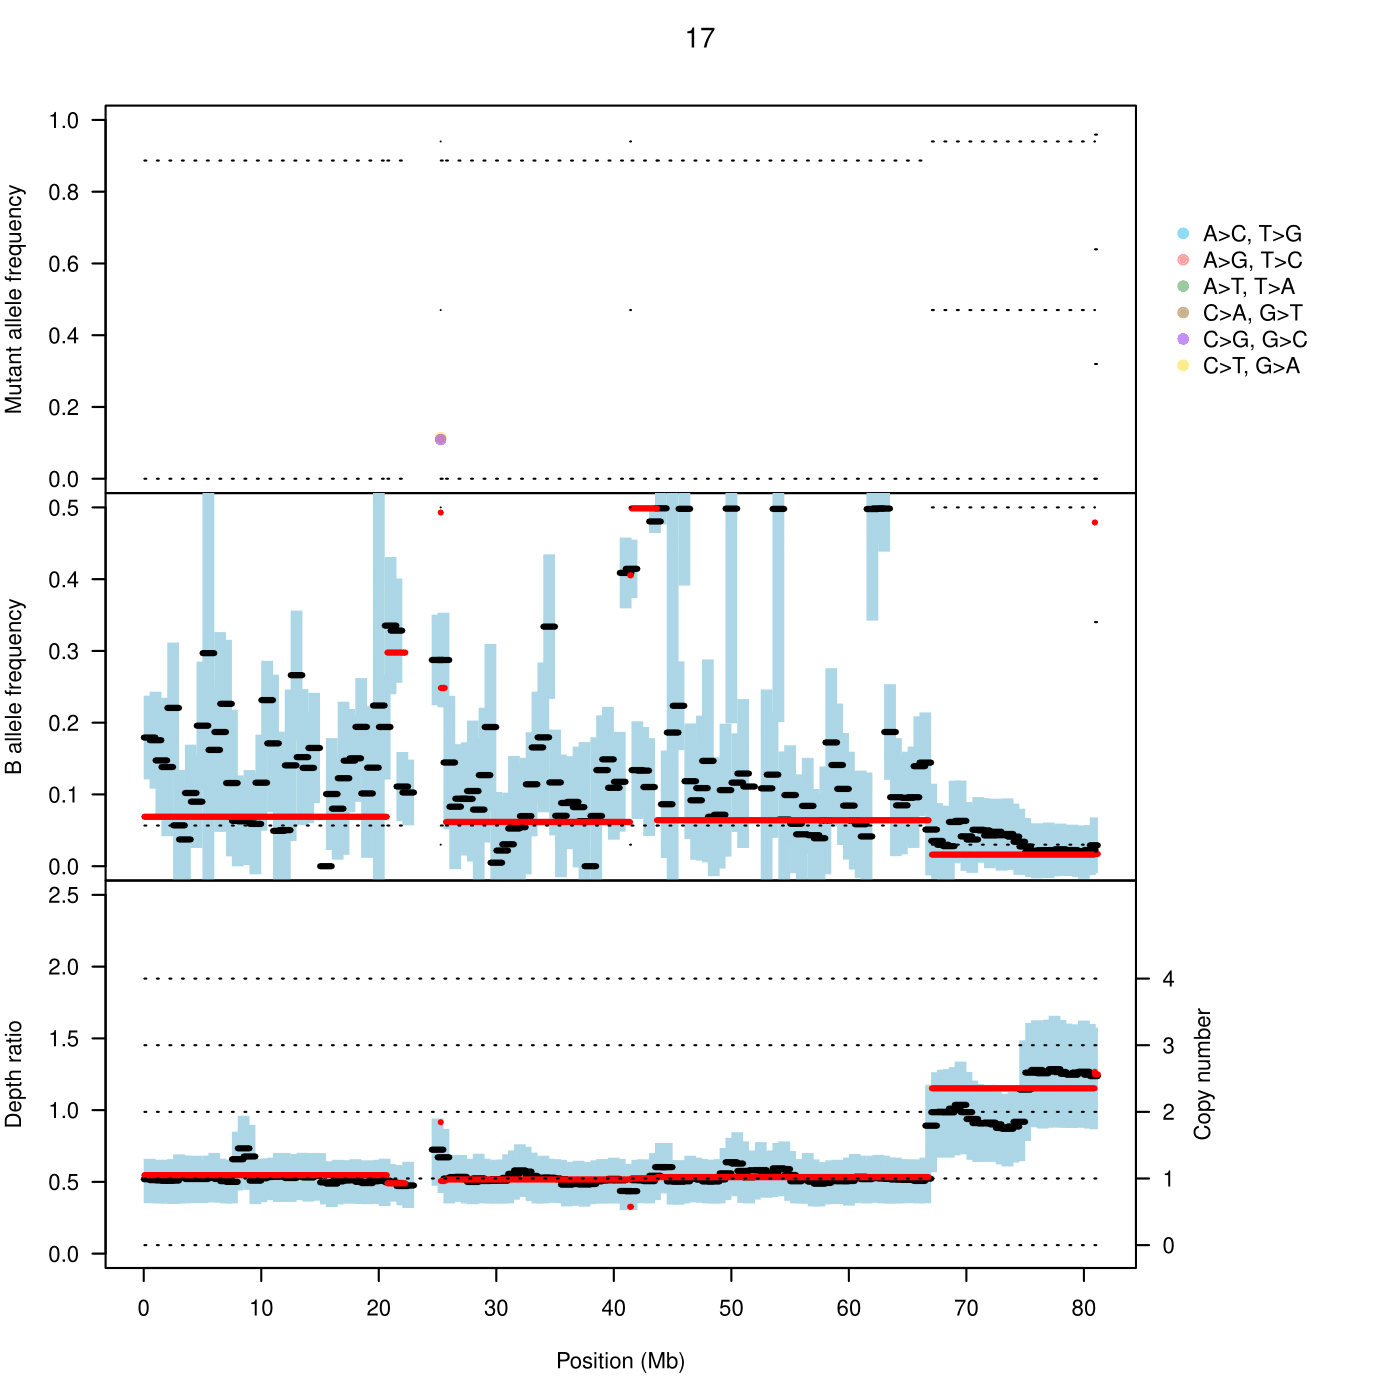 17
Mutant allele frequency
1.0
0.8
0.6
0.4
0.2
0.0
A>C, T>G
A>G, T>C
A>T, T>A
C>A, G>T
C>G, G>C
C>T, G>A
B allele frequency
0.5
0.4
0.3
0.2
0.1
0.0
Depth ratio
2.5
2.0
1.5
1.0
0.5
0.0
4
3
2
1
0
Copy number
0 10 20 30 40 50 60 70 80
Position (Mb)